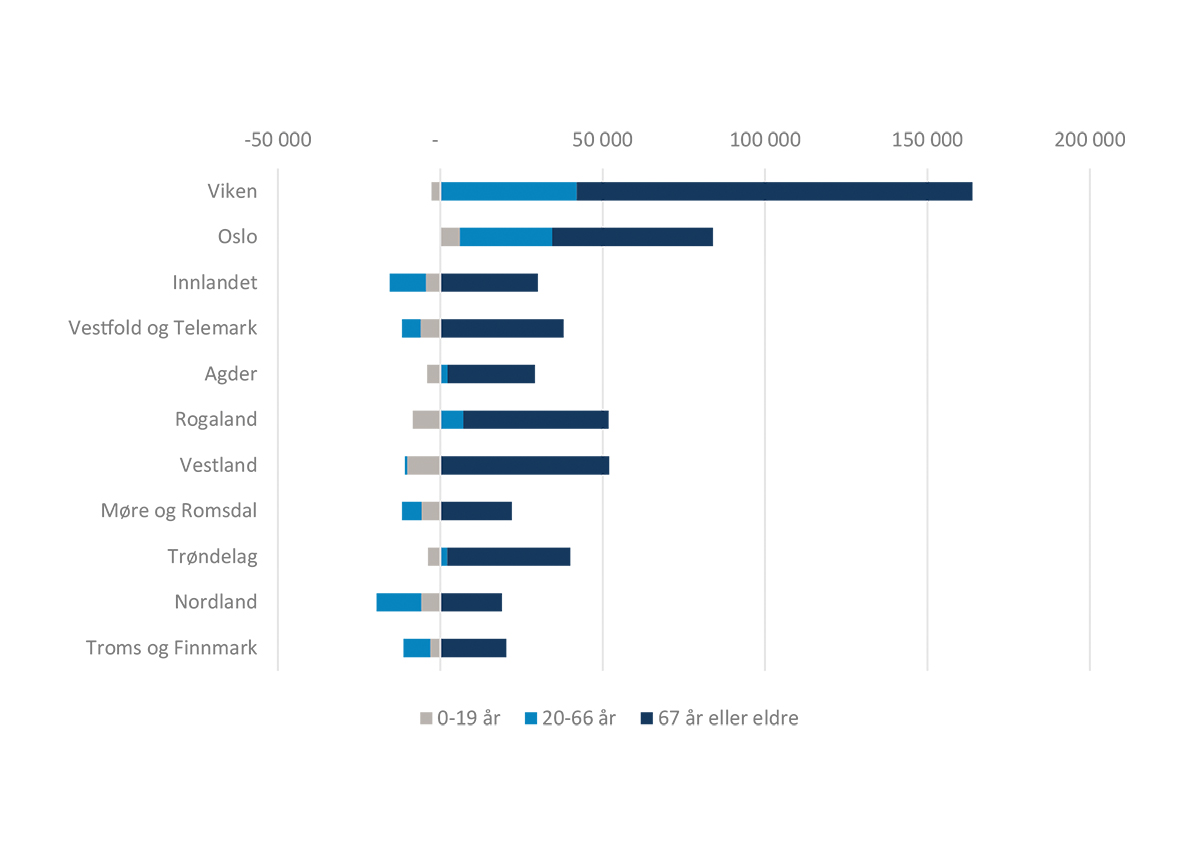 -50 000 - 50 000 100 000 150 000 200 000
Viken
Oslo
Innlandet
Vestfold og Telemark
Agder
Rogaland
Vestland
Møre og Romsdal
Trøndelag
Nordland
Troms og Finnmark
0-19 år 20-66 år 67 år eller eldre